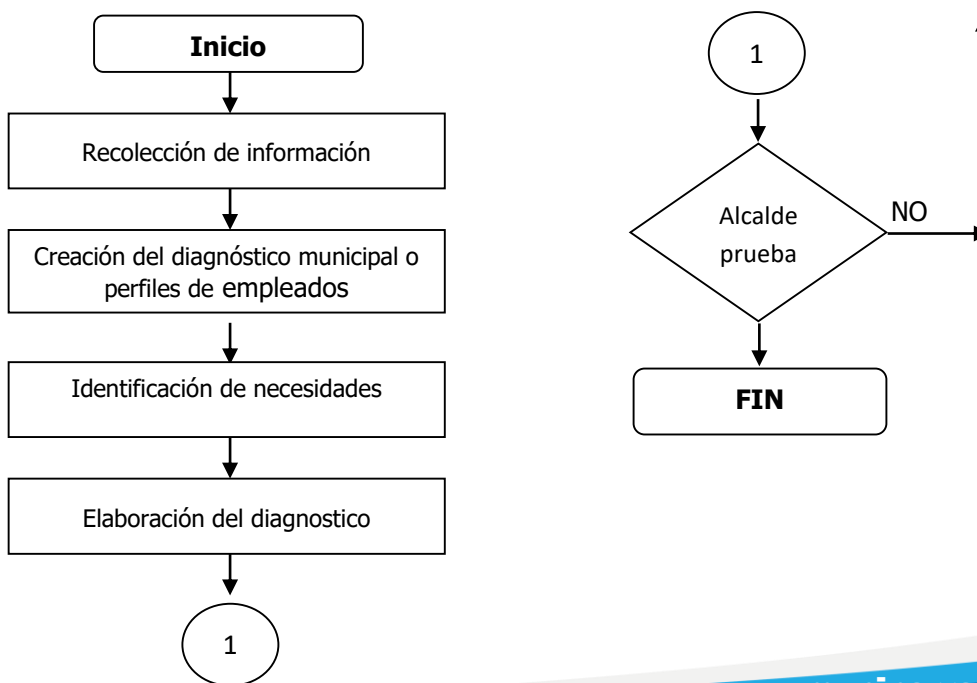 Inicio
Recolección de información
Creación del diagnóstico municipal o
perfiles de empleados
Identificación de necesidades
Elaboración del diagnostico
1
1
Alcalde
prueba
NO
FIN